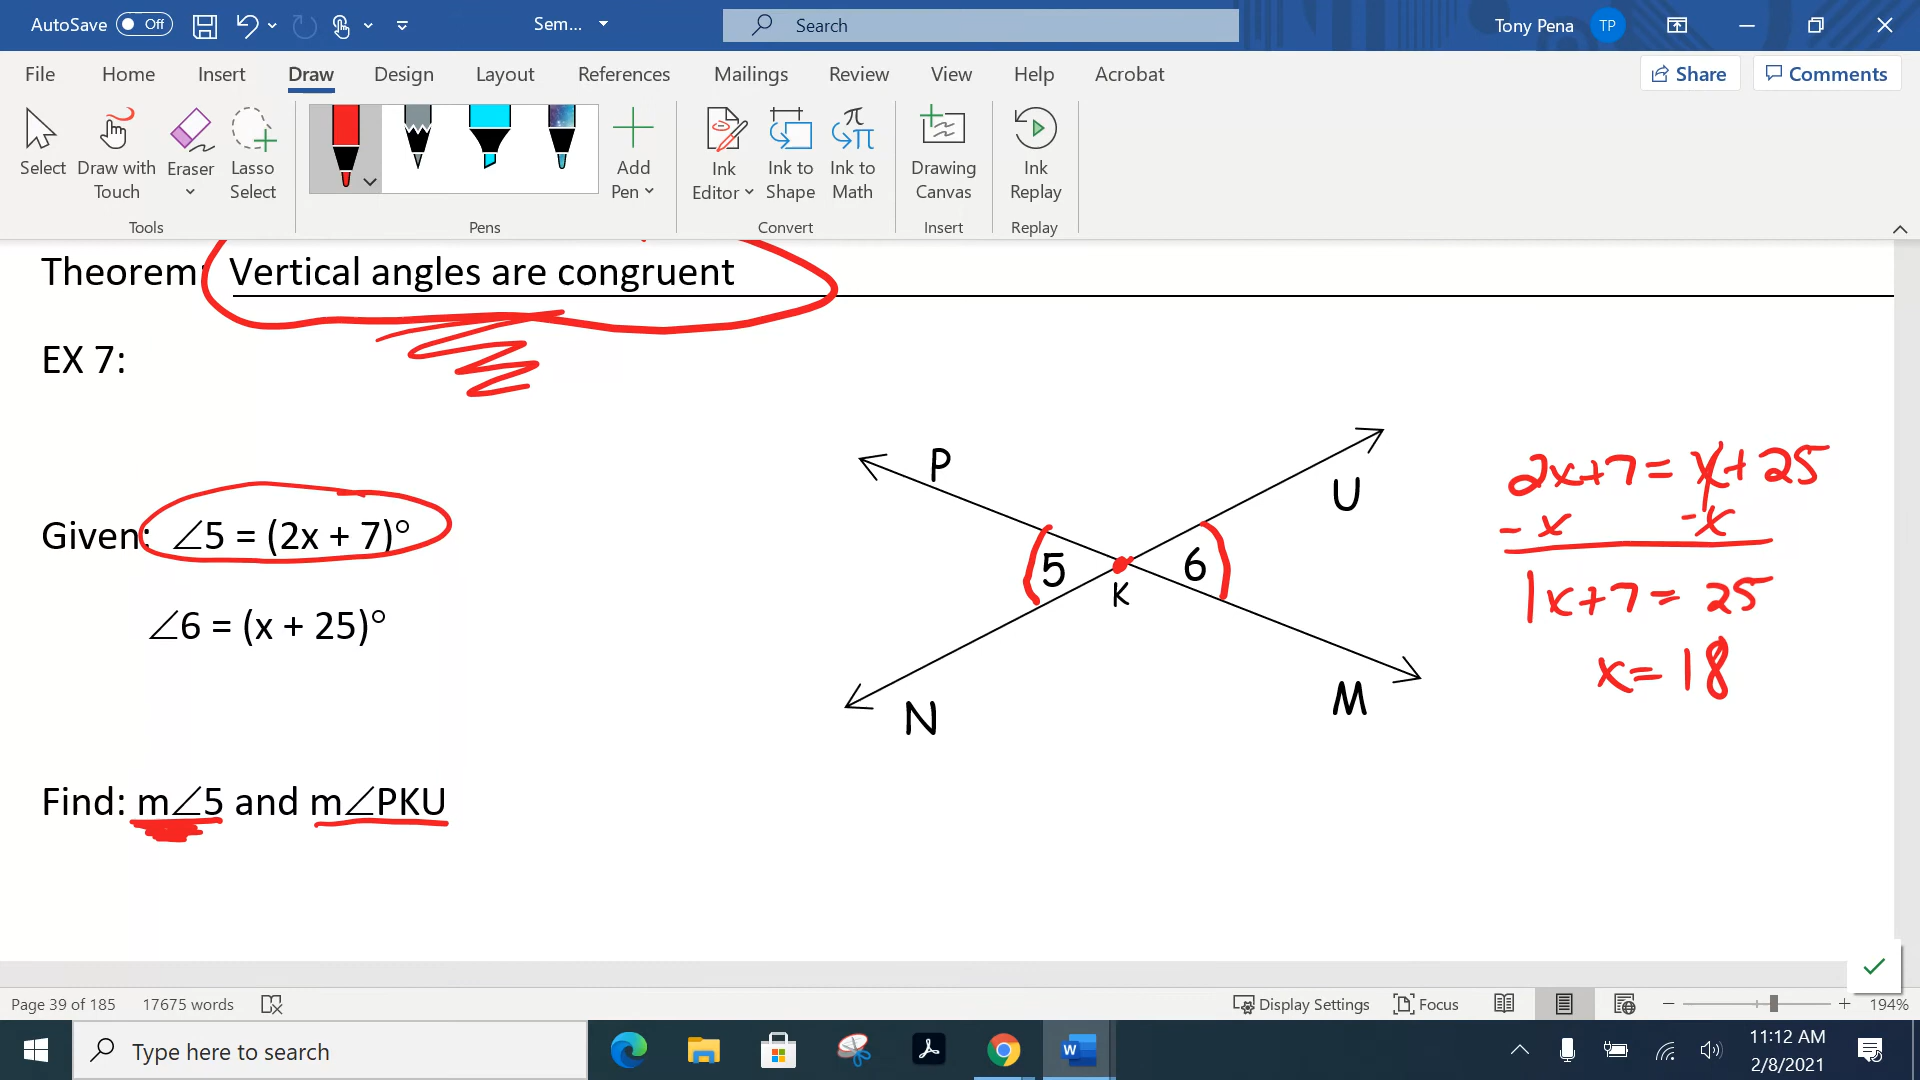 AutoSave Off Sem... Search Tony Pena TP
File Home Insert Draw Design Layout References Mailings Review View Help Acrobat Share Comments
Select Draw with Touch Eraser Lasso Select Add Pen Ink Editor Ink to Shape Ink to Math Drawing Canvas Ink Replay
Tools Pens Convert Insert Replay
Theorem: Vertical angles are congruent
EX 7:
Given: ∠5 = (2x + 7)°
∠6 = (x + 25)°
Find: m∠5 and m∠PKU
P
U
5
6
K
N
M
2x+7 = x+25
-x -x
1x+7 = 25
x = 18
Page 39 of 185 17675 words Display Settings Focus 194%
Type here to search 11:12 AM
2/8/2021